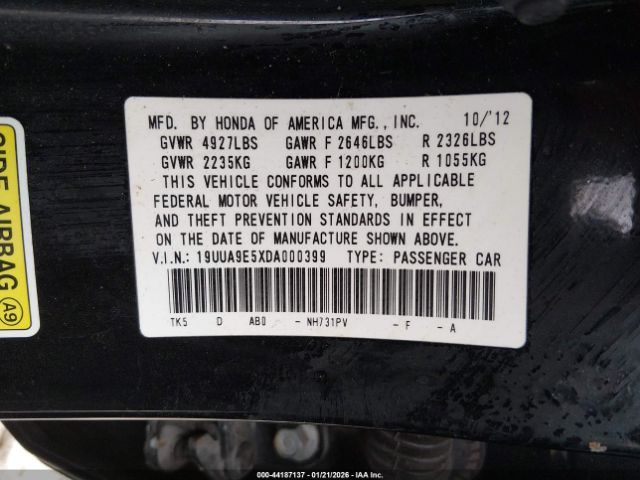 MFD. BY HONDA OF AMERICA MFG., INC. 10/'12
GVWR 4927LBS GAWR F 2646LBS R 2326LBS
GVWR 2235KG GAWR F 1200KG R 1055KG
THIS VEHICLE CONFORMS TO ALL APPLICABLE
FEDERAL MOTOR VEHICLE SAFETY, BUMPER,
AND THEFT PREVENTION STANDARDS IN EFFECT
ON THE DATE OF MANUFACTURE SHOWN ABOVE.
V.I.N.: 19UUA9E5XDA000399 TYPE: PASSENGER CAR
TK5 D AB0 -NH731PV -F -A
SIDE AIRBAG A9
000-44187137 - 01/21/2026 - IAA Inc.